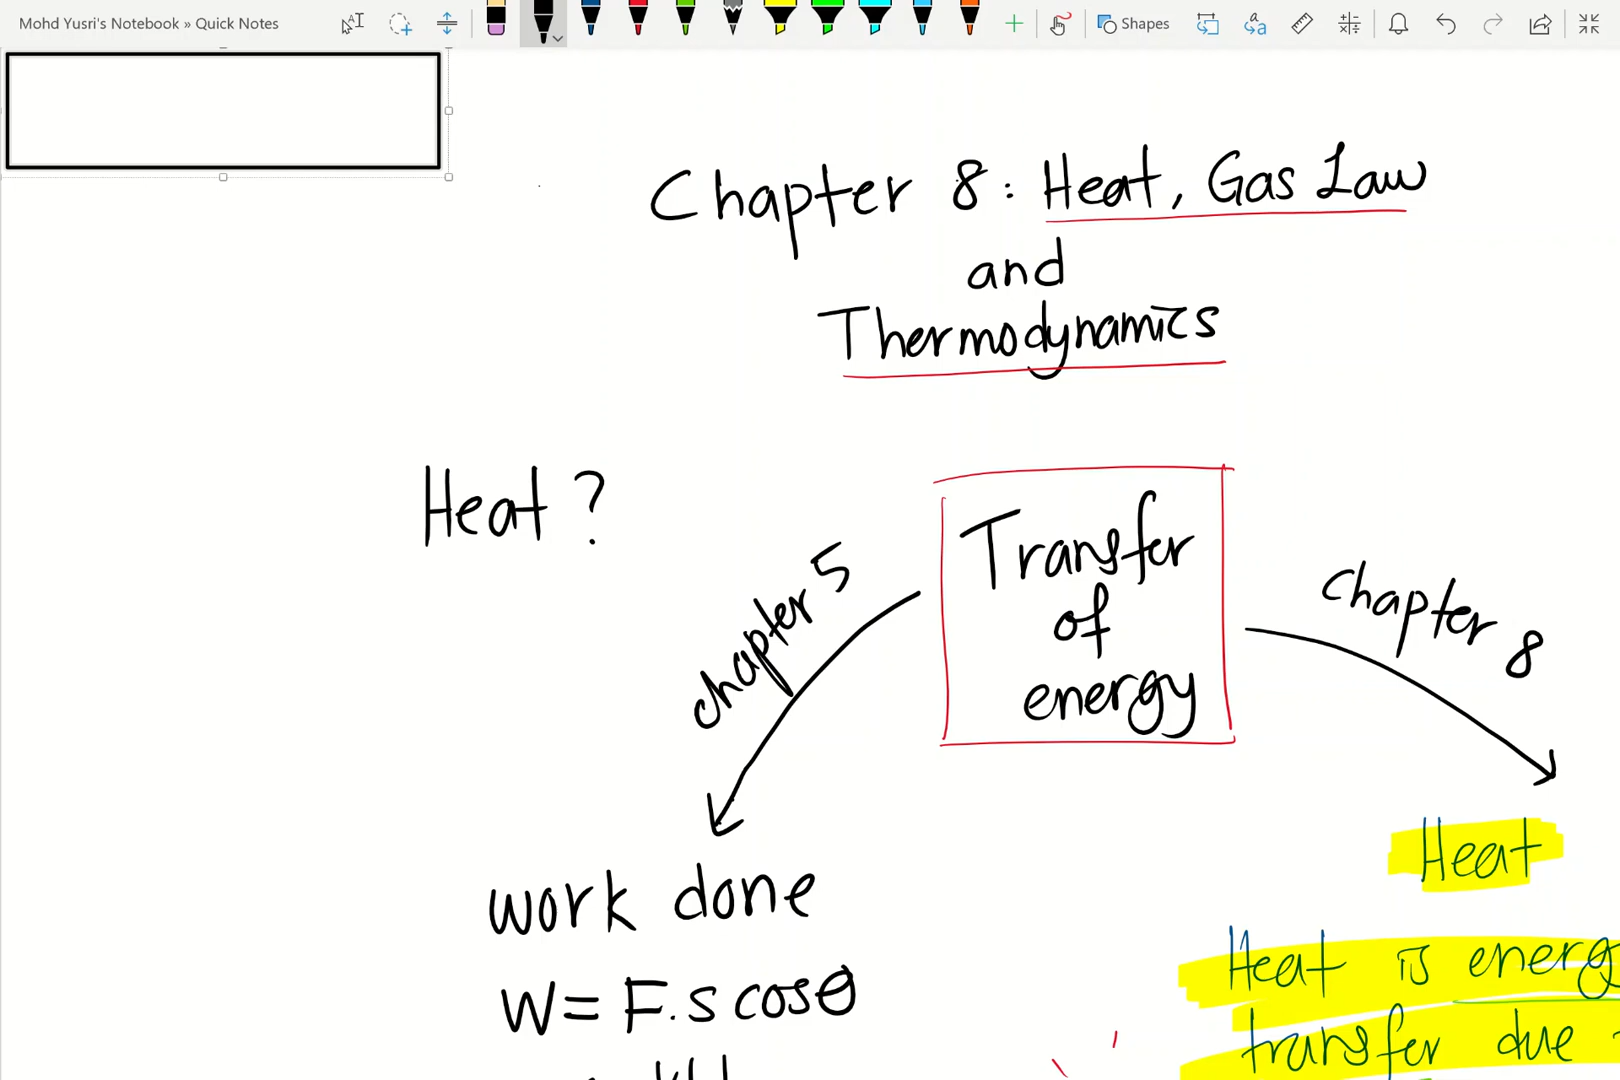 Mohd Yusri's Notebook » Quick Notes
Shapes
Chapter 8: Heat, Gas Law
and
Thermodynamics
Heat ?
Transfer
of
energy
chapter 5
Chapter 8
work done
W = F.s cosθ
Heat
Heat is energy
transfer due